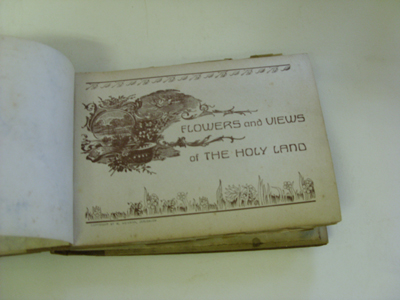 FLOWERS and VIEWS
of THE HOLY LAND